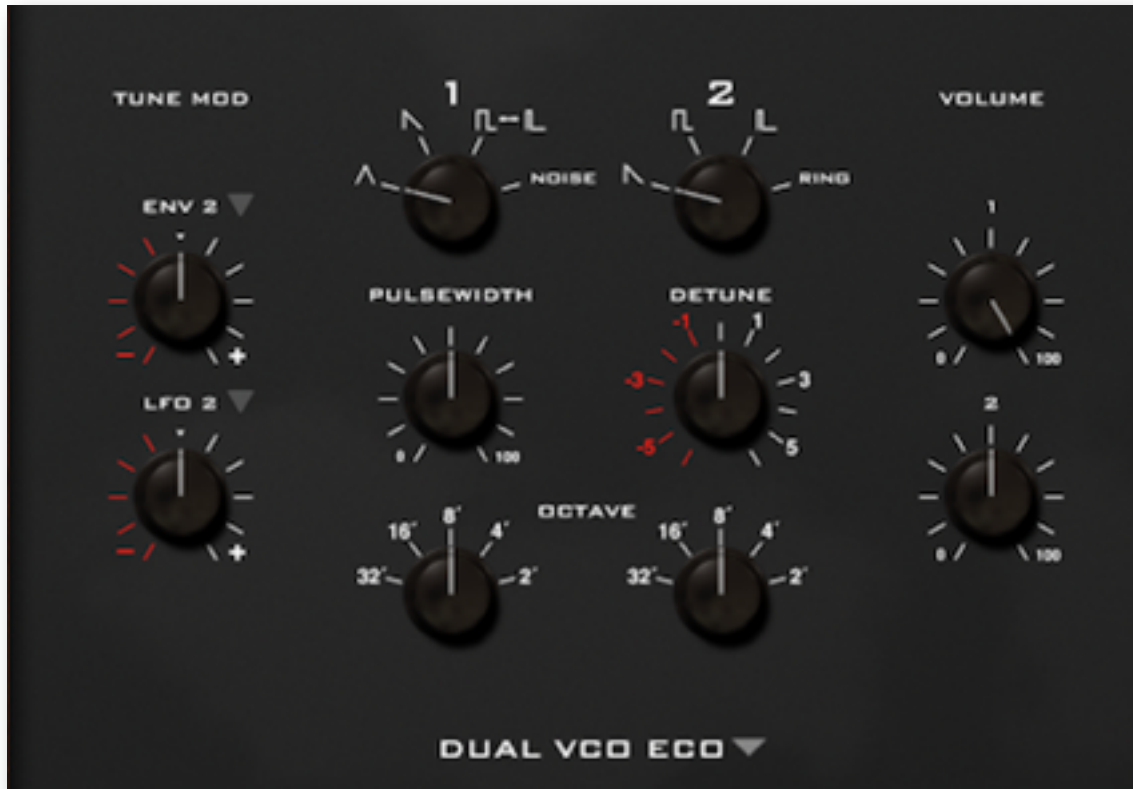 TUNE MOD
1
2
VOLUME
NOISE
RING
ENV 2
1
- +
0 100
PULSEWIDTH
DETUNE
0 100
-1 1
-3 3
-5 5
LFO 2
2
- +
0 100
OCTAVE
32′ 16′ 8′ 4′ 2′
32′ 16′ 8′ 4′ 2′
DUAL VCO ECO